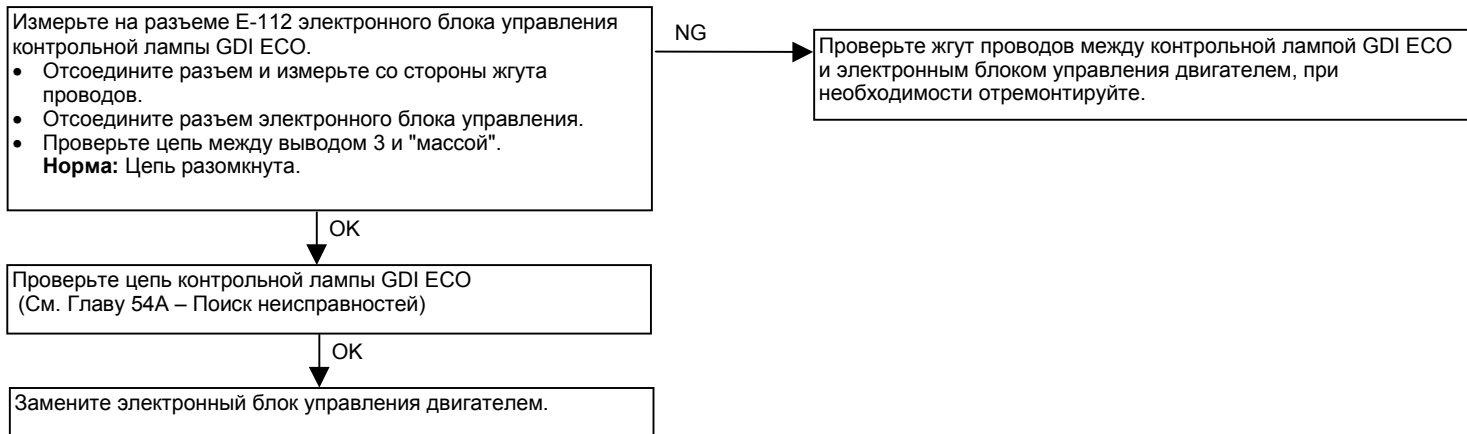 Измерьте на разъеме E-112 электронного блока управления
контрольной лампы GDI ECO.
• Отсоедините разъем и измерьте со стороны жгута
проводов.
• Отсоедините разъем электронного блока управления.
• Проверьте цепь между выводом 3 и "массой".
Норма: Цепь разомкнута.
NG
Проверьте жгут проводов между контрольной лампой GDI ECO
и электронным блоком управления двигателем, при
необходимости отремонтируйте.
OK
Проверьте цепь контрольной лампы GDI ECO
(См. Главу 54A – Поиск неисправностей)
OK
Замените электронный блок управления двигателем.